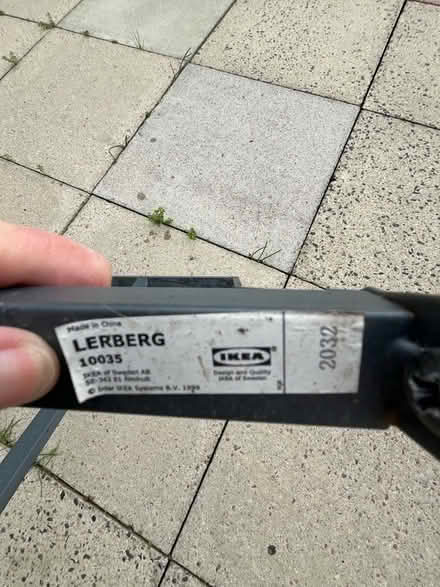 Made in China
LERBERG
10035
IKEA of Sweden AB
SE-343 81 Älmhult
© Inter IKEA Systems B.V. 1999
IKEA
Design and Quality
IKEA of Sweden
2032